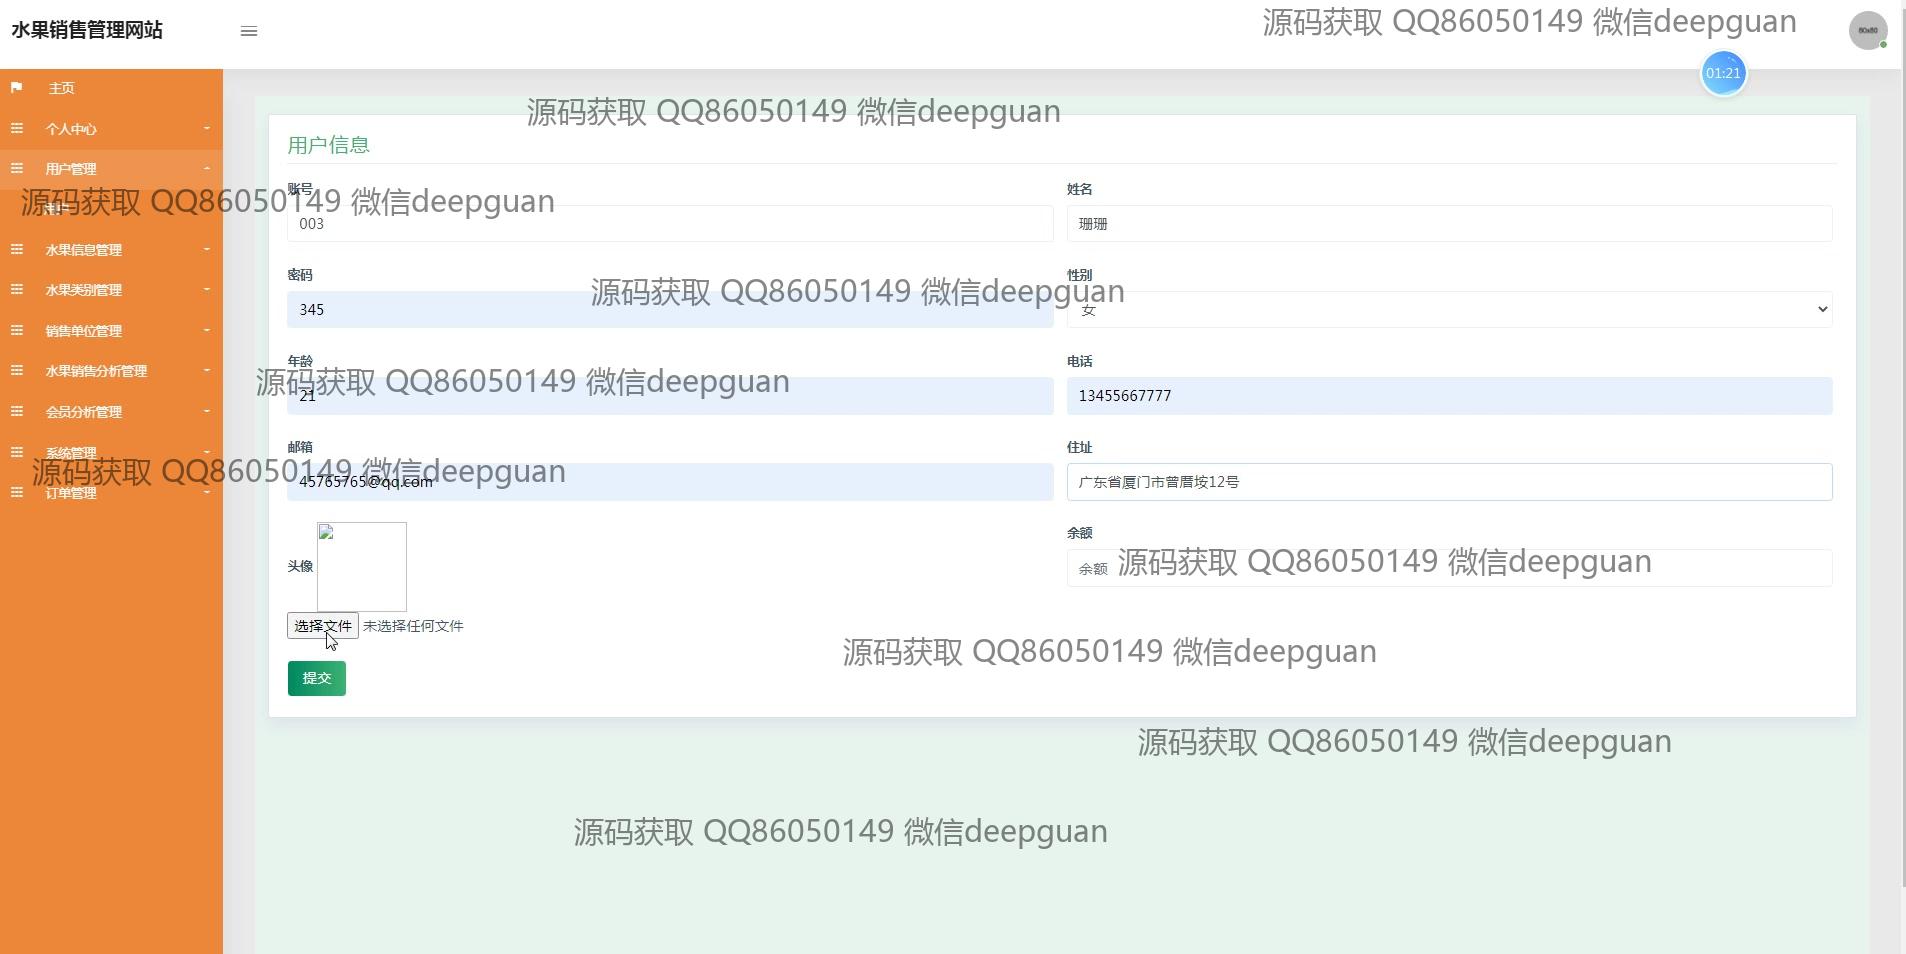 水果销售管理网站
源码获取 QQ86050149 微信deepguan
60x60
01:21
主页
个人中心
用户管理
用户
水果信息管理
水果类别管理
销售单位管理
水果销售分析管理
会员分析管理
系统管理
订单管理
源码获取 QQ86050149 微信deepguan
用户信息
源码获取 QQ86050149 微信deepguan
账号
姓名
003
珊珊
密码
性别
源码获取 QQ86050149 微信deepguan
345
女
年龄
电话
源码获取 QQ86050149 微信deepguan
21
13455667777
邮箱
住址
源码获取 QQ86050149 微信deepguan
45765765@qq.com
广东省厦门市曾厝垵12号
余额
头像
余额
源码获取 QQ86050149 微信deepguan
选择文件 未选择任何文件
源码获取 QQ86050149 微信deepguan
提交
源码获取 QQ86050149 微信deepguan
源码获取 QQ86050149 微信deepguan